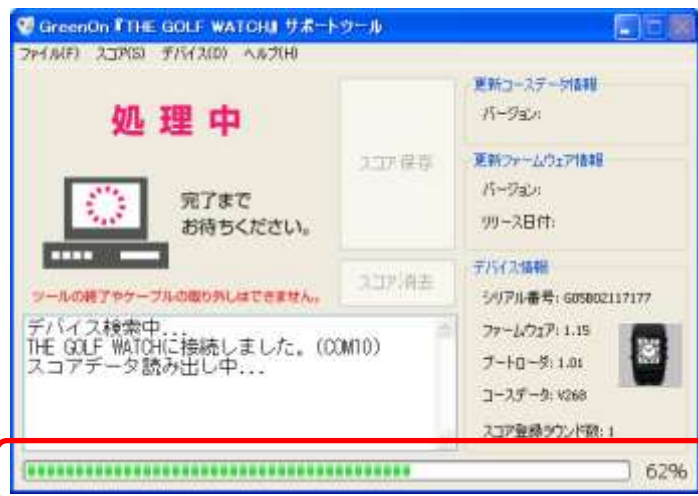 GreenOn『THE GOLF WATCH』サポートツール
ファイル(F) スコア(S) デバイス(D) ヘルプ(H)
処理中
完了まで
お待ちください。
ツールの終了やケーブルの取り外しはできません。
スコア保存
スコア消去
更新コースデータ情報
バージョン:
更新ファームウェア情報
バージョン:
リリース日付:
デバイス情報
シリアル番号: G05B02117177
ファームウェア: 1.15
ブートローダ: 1.01
コースデータ: V268
スコア登録ラウンド数: 1
デバイス検索中...
THE GOLF WATCHに接続しました。(COM10)
スコアデータ読み出し中...
62%